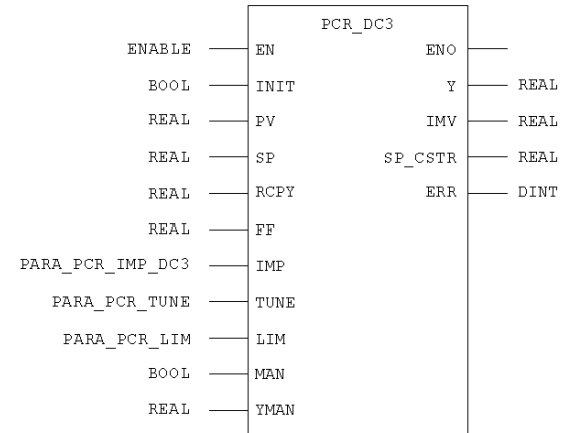 PCR_DC3
ENABLE EN ENO
BOOL INIT Y REAL
REAL PV IMV REAL
REAL SP SP_CSTR REAL
REAL RCPY ERR DINT
REAL FF
PARA_PCR_IMP_DC3 IMP
PARA_PCR_TUNE TUNE
PARA_PCR_LIM LIM
BOOL MAN
REAL YMAN